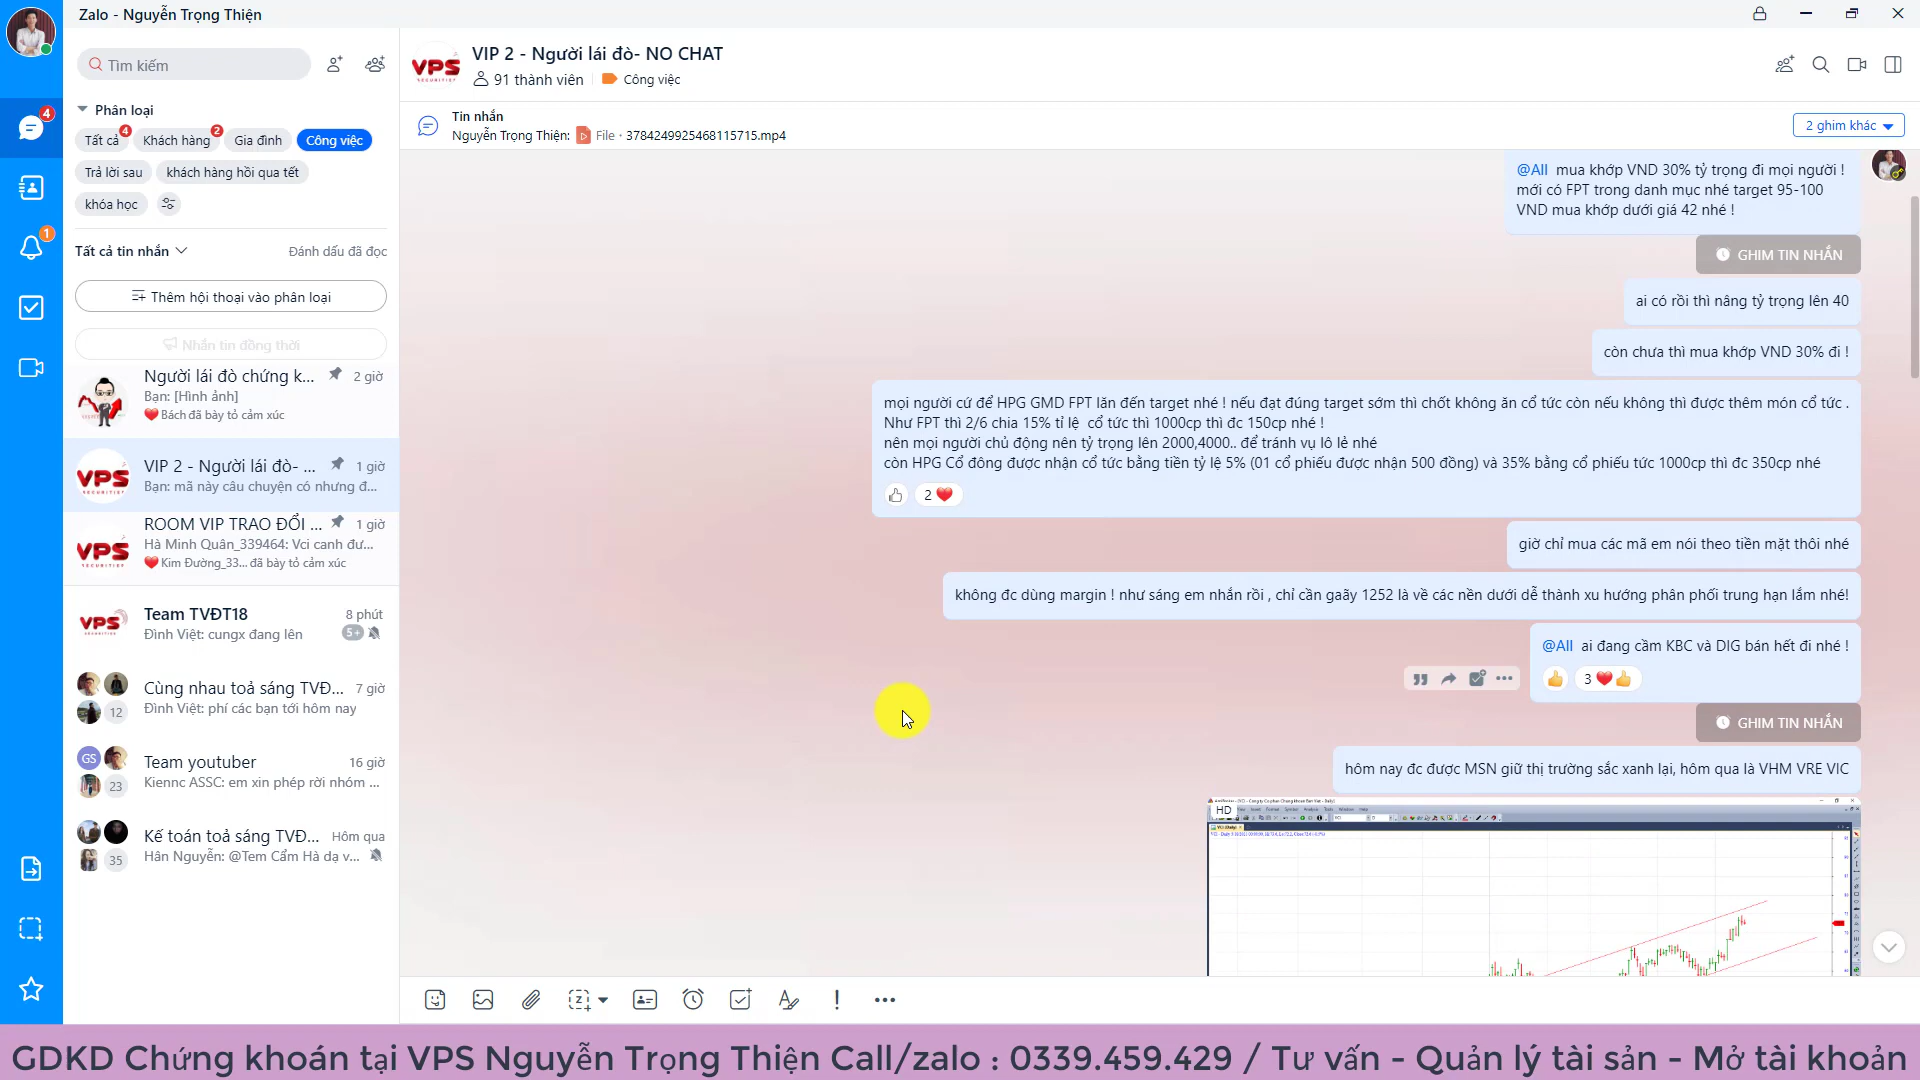 Zalo - Nguyễn Trọng Thiện
Tìm kiếm
Phân loại
Tất cả 4
Khách hàng 2
Gia đình
Công việc
Trả lời sau
khách hàng hồi qua tết
khóa học
4
1
Tất cả tin nhắn
Đánh dấu đã đọc
Thêm hội thoại vào phân loại
Nhắn tin đồng thời
Người lái đò chứng k... 2 giờ
Bạn: [Hình ảnh]
Bách đã bày tỏ cảm xúc
VPS
VIP 2 - Người lái đò- ... 1 giờ
Bạn: mã này câu chuyện có nhưng đ...
VPS
ROOM VIP TRAO ĐỔI ... 1 giờ
Hà Minh Quân_339464: Vci canh đư...
Kim Đường_33... đã bày tỏ cảm xúc
VPS
Team TVĐT18 8 phút
Đình Việt: cungx đang lên 5+
Cùng nhau toả sáng TVĐ... 7 giờ
12
Đình Việt: phí các bạn tới hôm nay
GS
Team youtuber 16 giờ
23
Kiennc ASSC: em xin phép rời nhóm ...
Kế toán toả sáng TVĐ... Hôm qua
35
Hân Nguyễn: @Tem Cẩm Hà dạ v...
VPS
SECURITIES
VIP 2 - Người lái đò- NO CHAT
91 thành viên
Công việc
Tin nhắn
Nguyễn Trọng Thiện: File · 3784249925468115715.mp4
2 ghim khác
@All mua khớp VND 30% tỷ trọng đi mọi người !
mới có FPT trong danh mục nhé target 95-100
VND mua khớp dưới giá 42 nhé !
GHIM TIN NHẮN
ai có rồi thì nâng tỷ trọng lên 40
còn chưa thì mua khớp VND 30% đi !
mọi người cứ để HPG GMD FPT lăn đến target nhé ! nếu đạt đúng target sớm thì chốt không ăn cổ tức còn nếu không thì được thêm món cổ tức .
Như FPT thì 2/6 chia 15% tỉ lệ cổ tức thì 1000cp thì đc 150cp nhé !
nên mọi người chủ động nên tỷ trọng lên 2000,4000.. để tránh vụ lô lẻ nhé
còn HPG Cổ đông được nhận cổ tức bằng tiền tỷ lệ 5% (01 cổ phiếu được nhận 500 đồng) và 35% bằng cổ phiếu tức 1000cp thì đc 350cp nhé
2
giờ chỉ mua các mã em nói theo tiền mặt thôi nhé
không đc dùng margin ! như sáng em nhắn rồi , chỉ cần gaãy 1252 là về các nền dưới dễ thành xu hướng phân phối trung hạn lắm nhé!
@All ai đang cầm KBC và DIG bán hết đi nhé !
3
GHIM TIN NHẮN
hôm nay đc được MSN giữ thị trường sắc xanh lại, hôm qua là VHM VRE VIC
HD
GDKD Chứng khoán tại VPS Nguyễn Trọng Thiện Call/zalo : 0339.459.429 / Tư vấn - Quản lý tài sản - Mở tài khoản